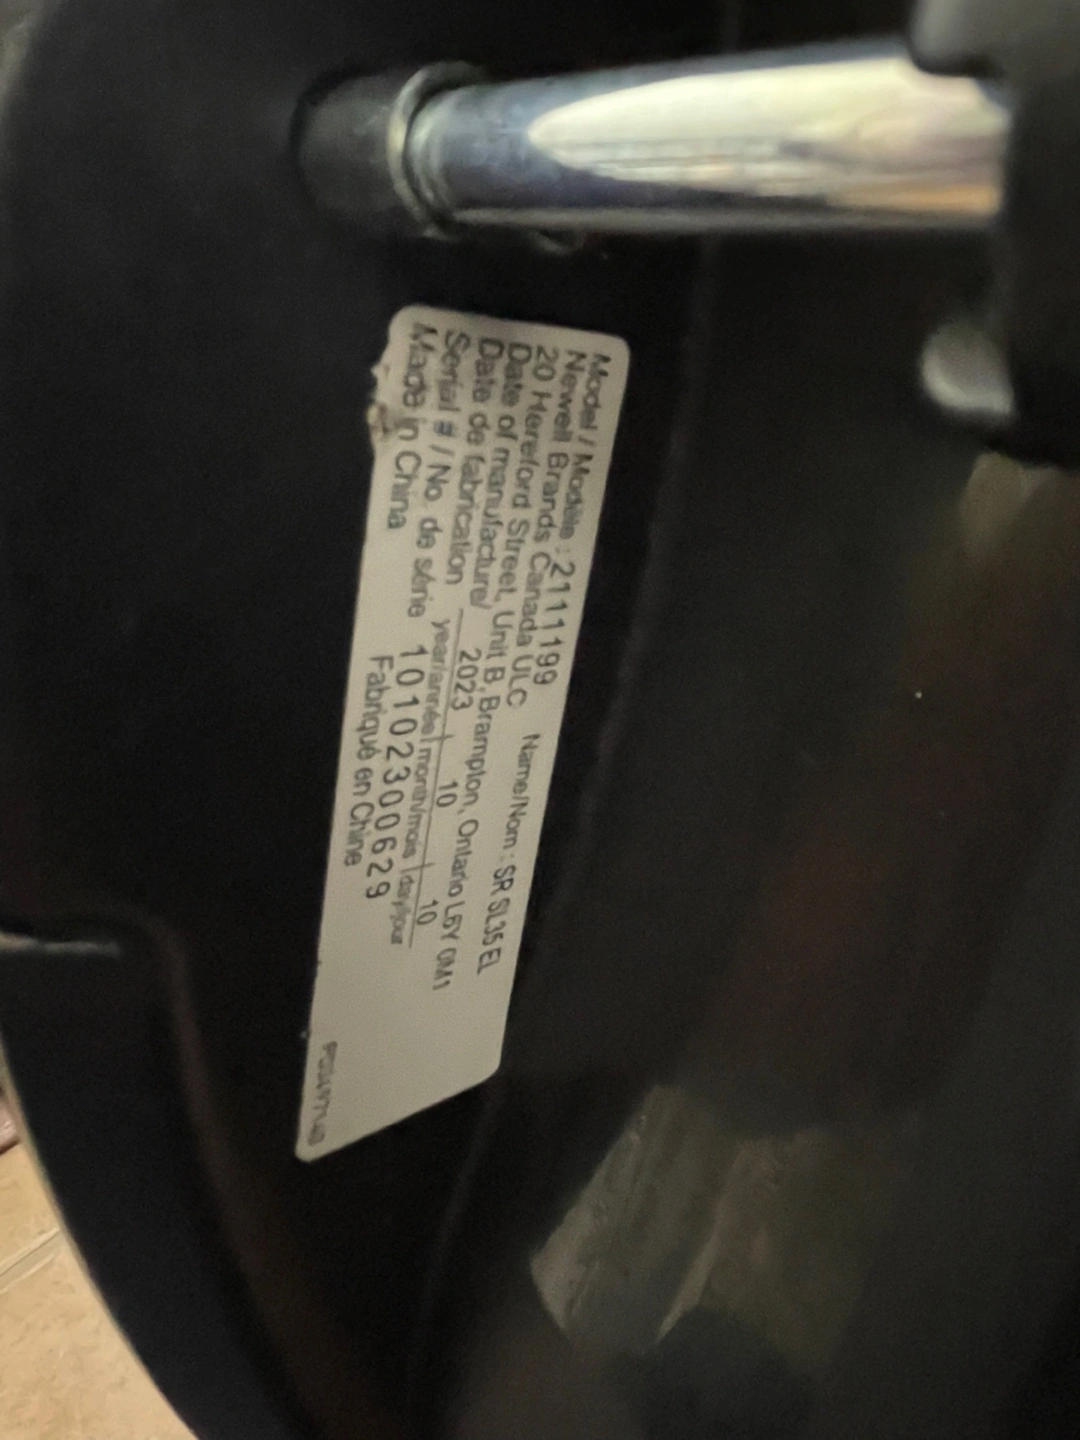 Model / Modèle : 2111199 Name/Nom : SR SL35 EL
Newell Brands Canada ULC
20 Hereford Street, Unit B, Brampton, Ontario L6Y 0M1
Date of manufacture/ 2023 10 10
Date de fabrication year/année | month/mois | day/jour
Serial # / No. de série 10102300629
Made in China Fabriqué en Chine